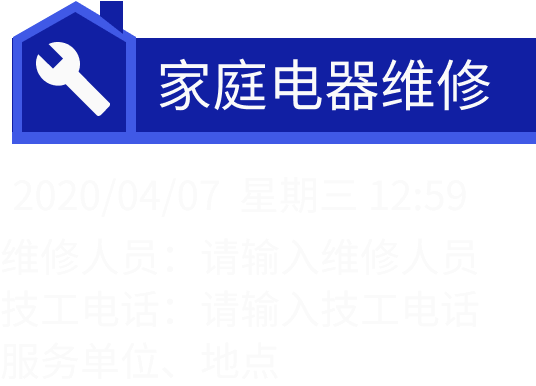 家庭电器维修
2020/04/07 星期三 12:59
维修人员：请输入维修人员
技工电话：请输入技工电话
服务单位、地点